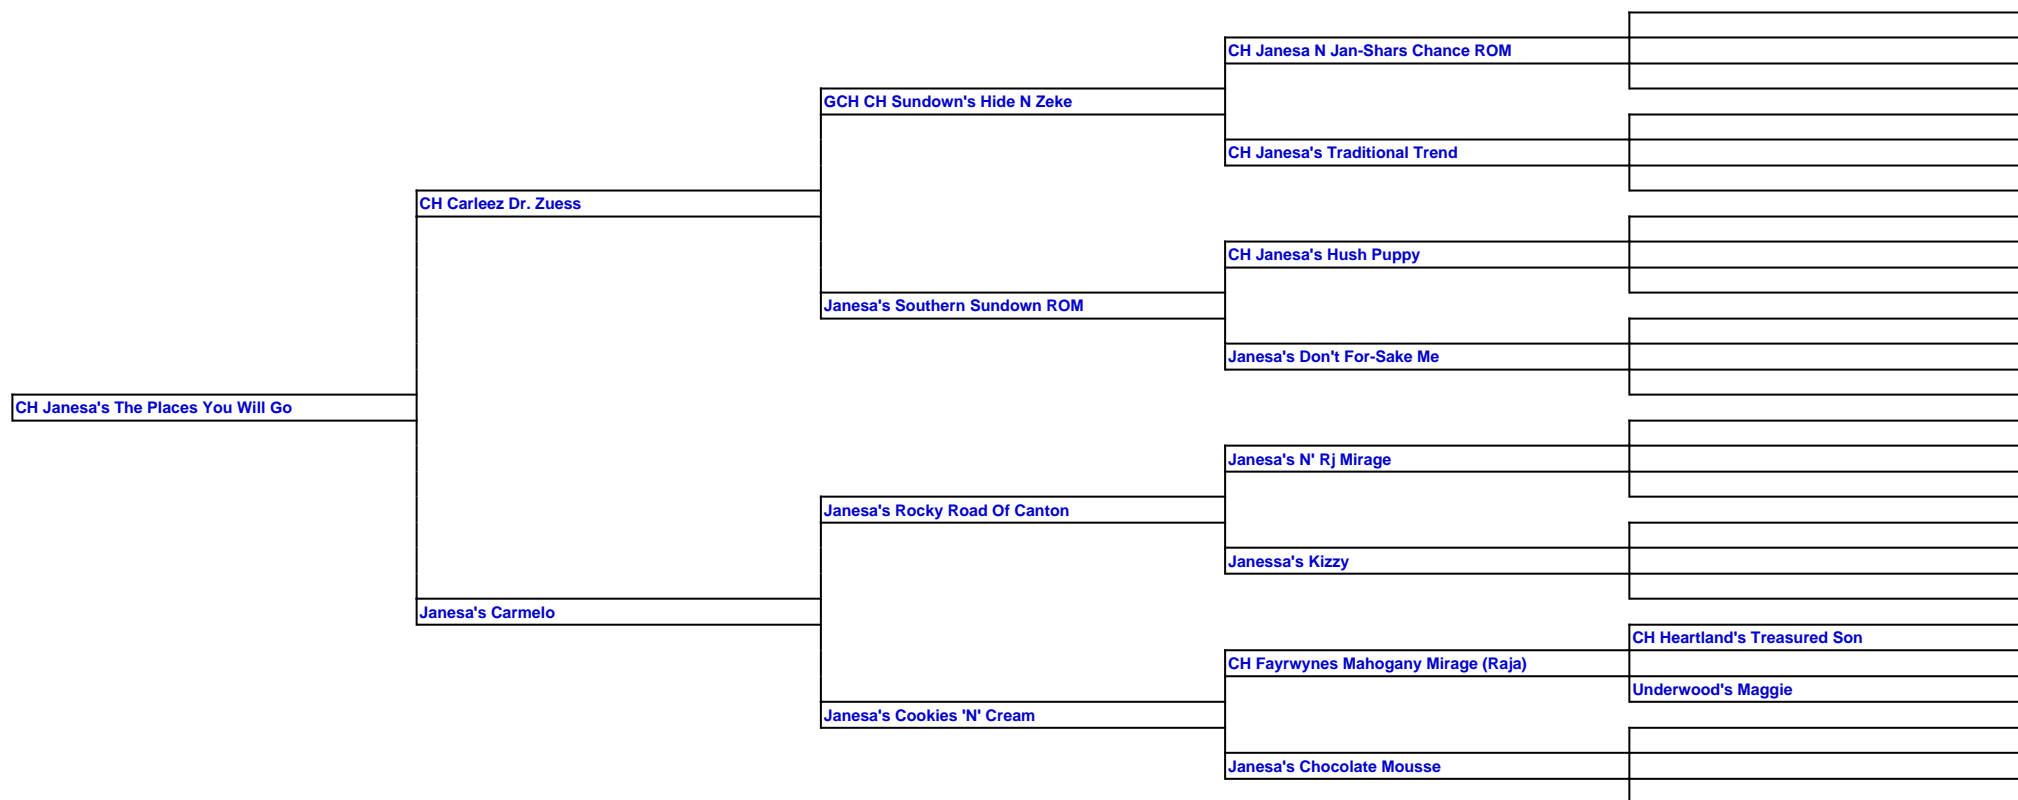 CH Janesa N Jan-Shars Chance ROM
GCH CH Sundown's Hide N Zeke
CH Janesa's Traditional Trend
CH Carleez Dr. Zuess
CH Janesa's Hush Puppy
Janesa's Southern Sundown ROM
Janesa's Don't For-Sake Me
CH Janesa's The Places You Will Go
Janesa's N' Rj Mirage
Janesa's Rocky Road Of Canton
Janessa's Kizzy
Janesa's Carmelo
CH Heartland's Treasured Son
CH Fayrwynes Mahogany Mirage (Raja)
Underwood's Maggie
Janesa's Cookies 'N' Cream
Janesa's Chocolate Mousse